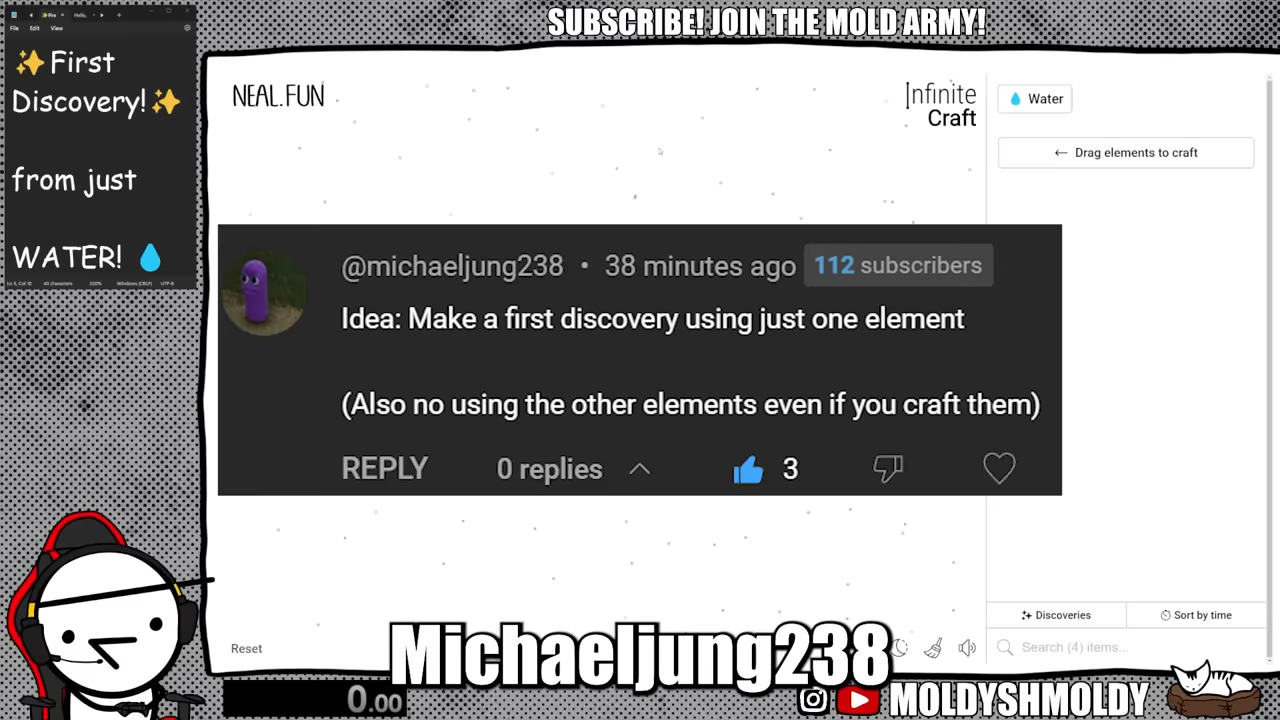 SUBSCRIBE! JOIN THE MOLD ARMY!
File Edit View
✨First
Discovery!✨
from just
WATER! 💧
NEAL.FUN
Infinite
Craft
💧 Water
← Drag elements to craft
@michaeljung238 • 38 minutes ago 112 subscribers
Idea: Make a first discovery using just one element
(Also no using the other elements even if you craft them)
REPLY 0 replies 3
Discoveries
Sort by time
Reset
Search (4) items...
Michaeljung238
0.00
MOLDYSHMOLDY